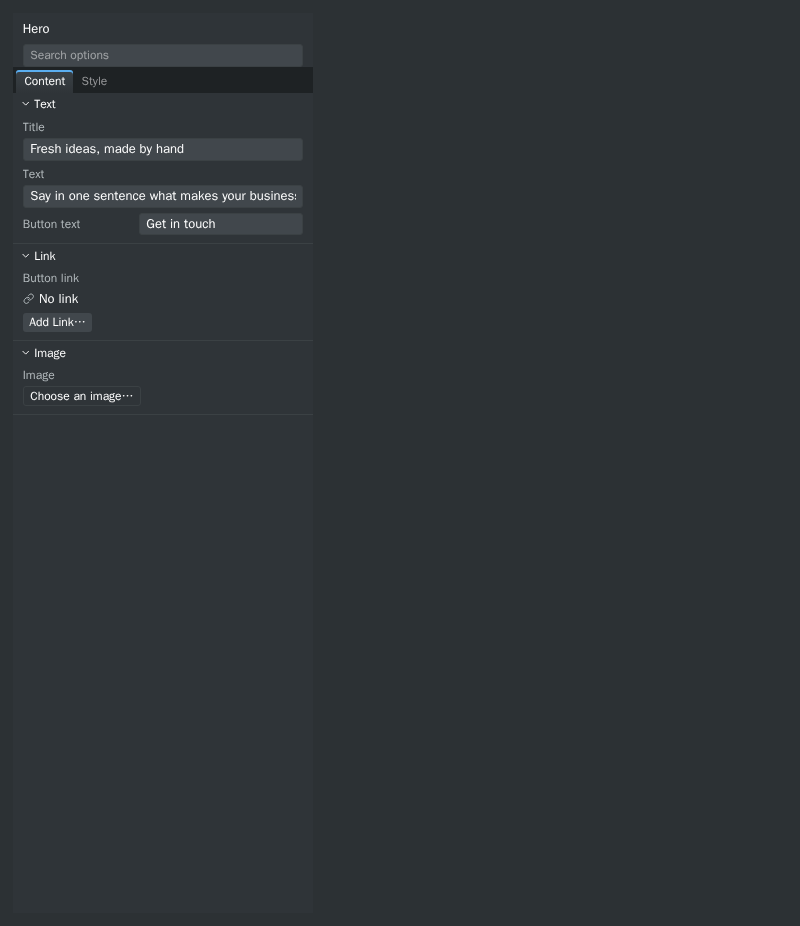 Hero
Search options
Content Style
Text
Title
Fresh ideas, made by hand
Text
Say in one sentence what makes your business
Button text Get in touch
Link
Button link
No link
Add Link···
Image
Image
Choose an image···